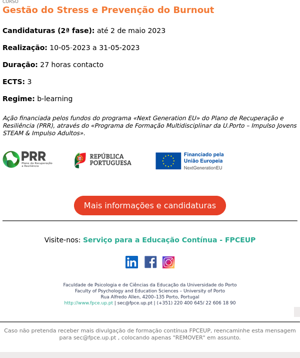 CURSO
Gestão do Stress e Prevenção do Burnout
Candidaturas (2ª fase): até 2 de maio 2023
Realização: 10-05-2023 a 31-05-2023
Duração: 27 horas contacto
ECTS: 3
Regime: b-learning
Ação financiada pelos fundos do programa «Next Generation EU» do Plano de Recuperação e
Resiliência (PRR), através do «Programa de Formação Multidisciplinar da U.Porto – Impulso Jovens
STEAM & Impulso Adultos».
PRR
Plano de Recuperação
e Resiliência
REPÚBLICA
PORTUGUESA
Financiado pela
União Europeia
NextGenerationEU
Mais informações e candidaturas
Visite-nos: Serviço para a Educação Contínua - FPCEUP
Faculdade de Psicologia e de Ciências da Educação da Universidade do Porto
Faculty of Psychology and Education Sciences – University of Porto
Rua Alfredo Allen, 4200–135 Porto, Portugal
http://www.fpce.up.pt | sec@fpce.up.pt | (+351) 220 400 645/ 22 606 18 90
Caso não pretenda receber mais divulgação de formação contínua FPCEUP, reencaminhe esta mensagem
para sec@fpce.up.pt , colocando apenas "REMOVER" em assunto.